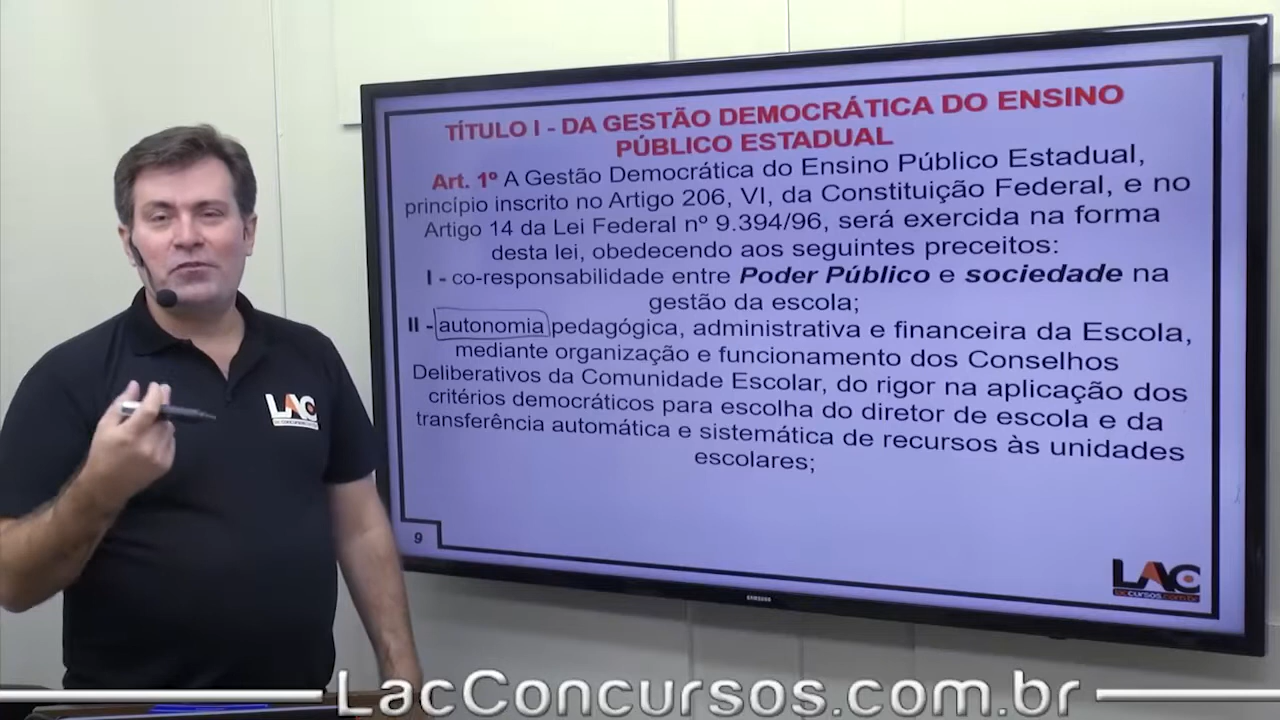 TÍTULO I - DA GESTÃO DEMOCRÁTICA DO ENSINO
PÚBLICO ESTADUAL
Art. 1º A Gestão Democrática do Ensino Público Estadual,
princípio inscrito no Artigo 206, VI, da Constituição Federal, e no
Artigo 14 da Lei Federal nº 9.394/96, será exercida na forma
desta lei, obedecendo aos seguintes preceitos:
I - co-responsabilidade entre Poder Público e sociedade na
gestão da escola;
II - autonomia pedagógica, administrativa e financeira da Escola,
mediante organização e funcionamento dos Conselhos
Deliberativos da Comunidade Escolar, do rigor na aplicação dos
critérios democráticos para escolha do diretor de escola e da
transferência automática e sistemática de recursos às unidades
escolares;
9
LAC
laccursos.com.br
SAMSUNG
LAC
LacConcursos.com.br